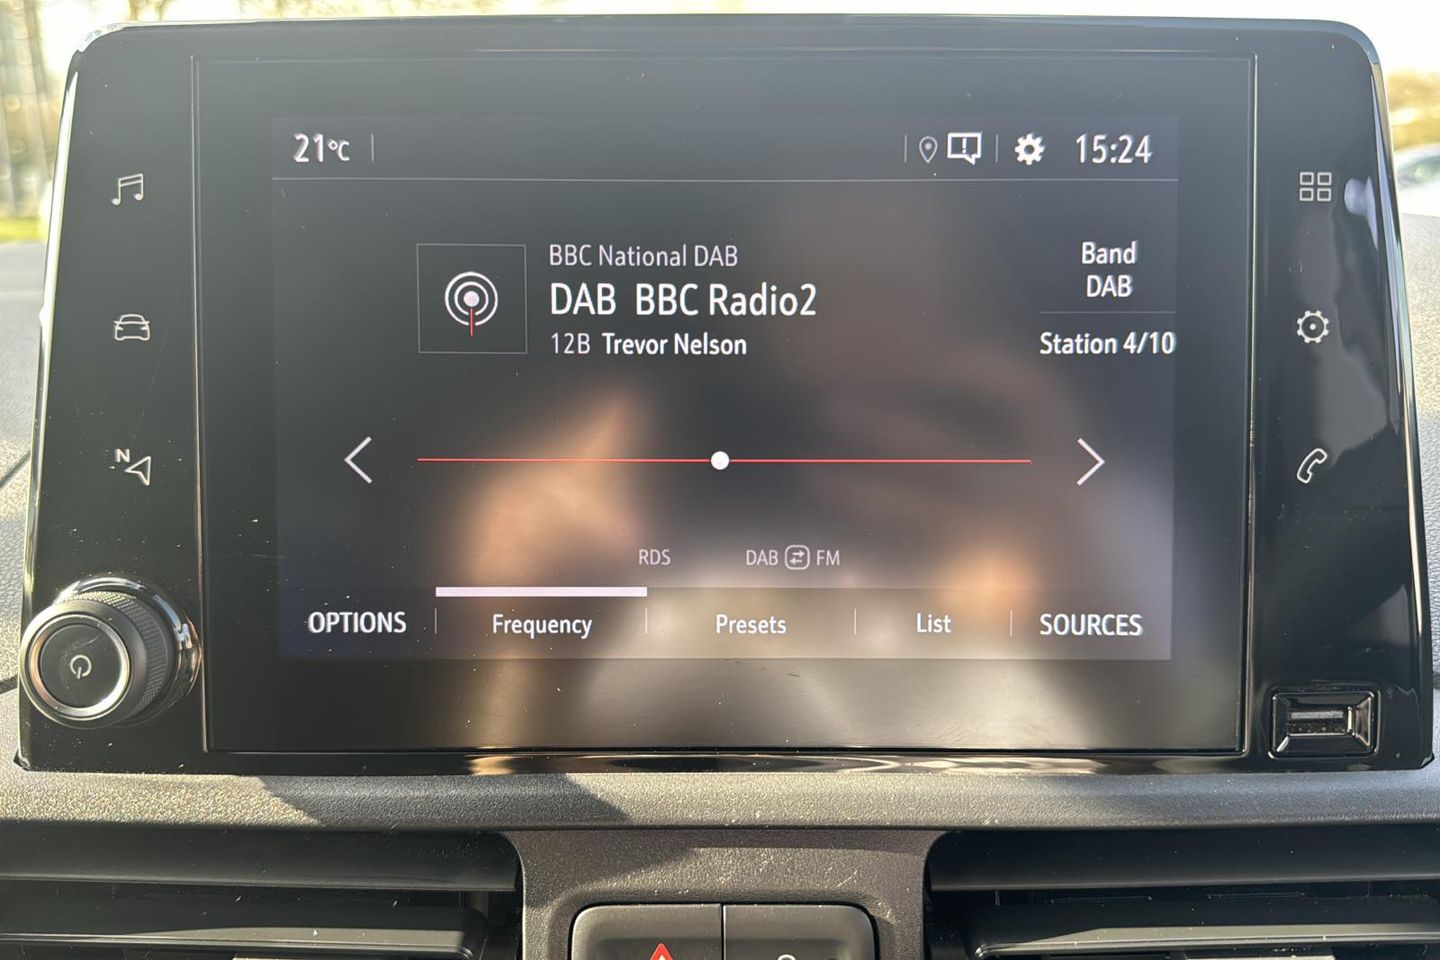 21°C
15:24
BBC National DAB
DAB BBC Radio2
12B Trevor Nelson
Band
DAB
Station 4/10
N
RDS DAB FM
OPTIONS Frequency Presets List SOURCES